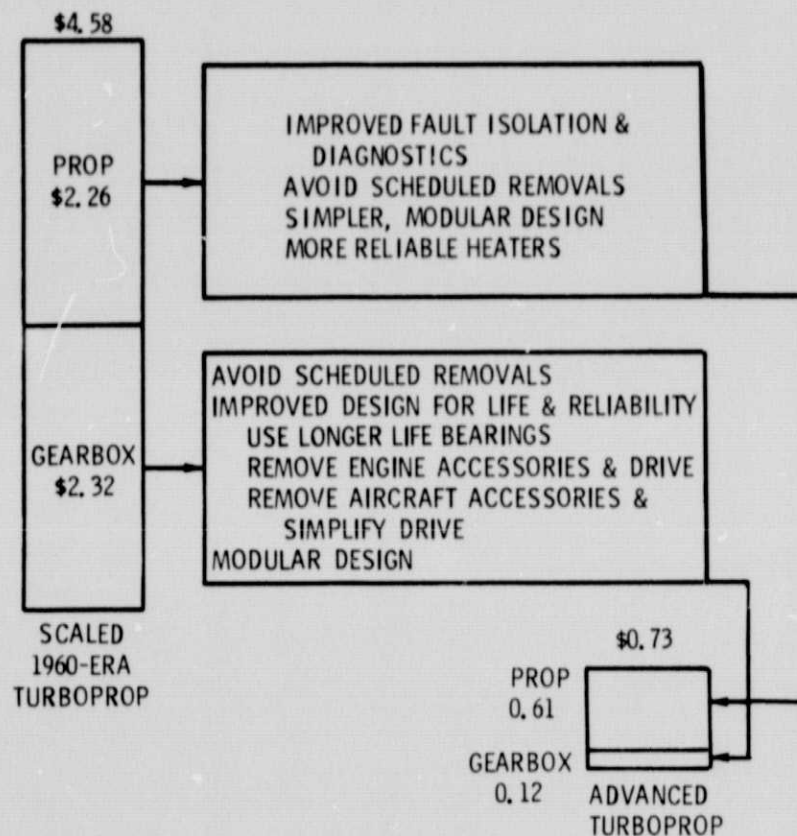 $4.58
PROP
$2.26
IMPROVED FAULT ISOLATION &
DIAGNOSTICS
AVOID SCHEDULED REMOVALS
SIMPLER, MODULAR DESIGN
MORE RELIABLE HEATERS
GEARBOX
$2.32
AVOID SCHEDULED REMOVALS
IMPROVED DESIGN FOR LIFE & RELIABILITY
USE LONGER LIFE BEARINGS
REMOVE ENGINE ACCESSORIES & DRIVE
REMOVE AIRCRAFT ACCESSORIES &
SIMPLIFY DRIVE
MODULAR DESIGN
SCALED
1960-ERA
TURBOPROP
$0.73
PROP
0.61
GEARBOX
0.12
ADVANCED
TURBOPROP